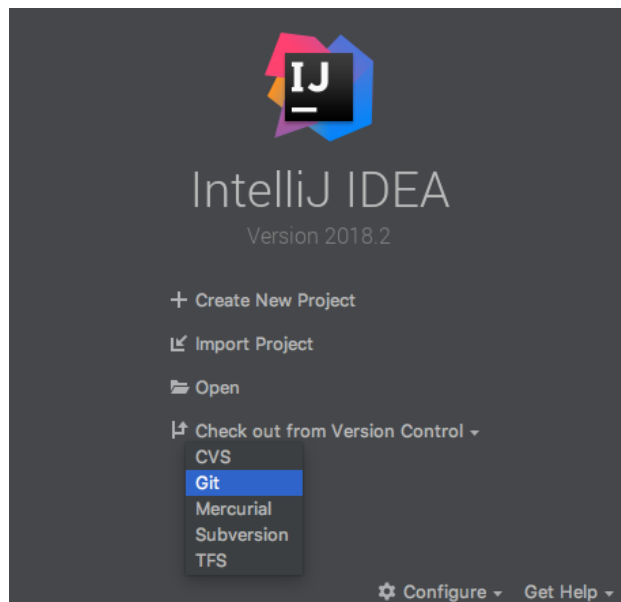 IJ
IntelliJ IDEA
Version 2018.2
Create New Project
Import Project
Open
Check out from Version Control
CVS
Git
Mercurial
Subversion
TFS
Configure Get Help